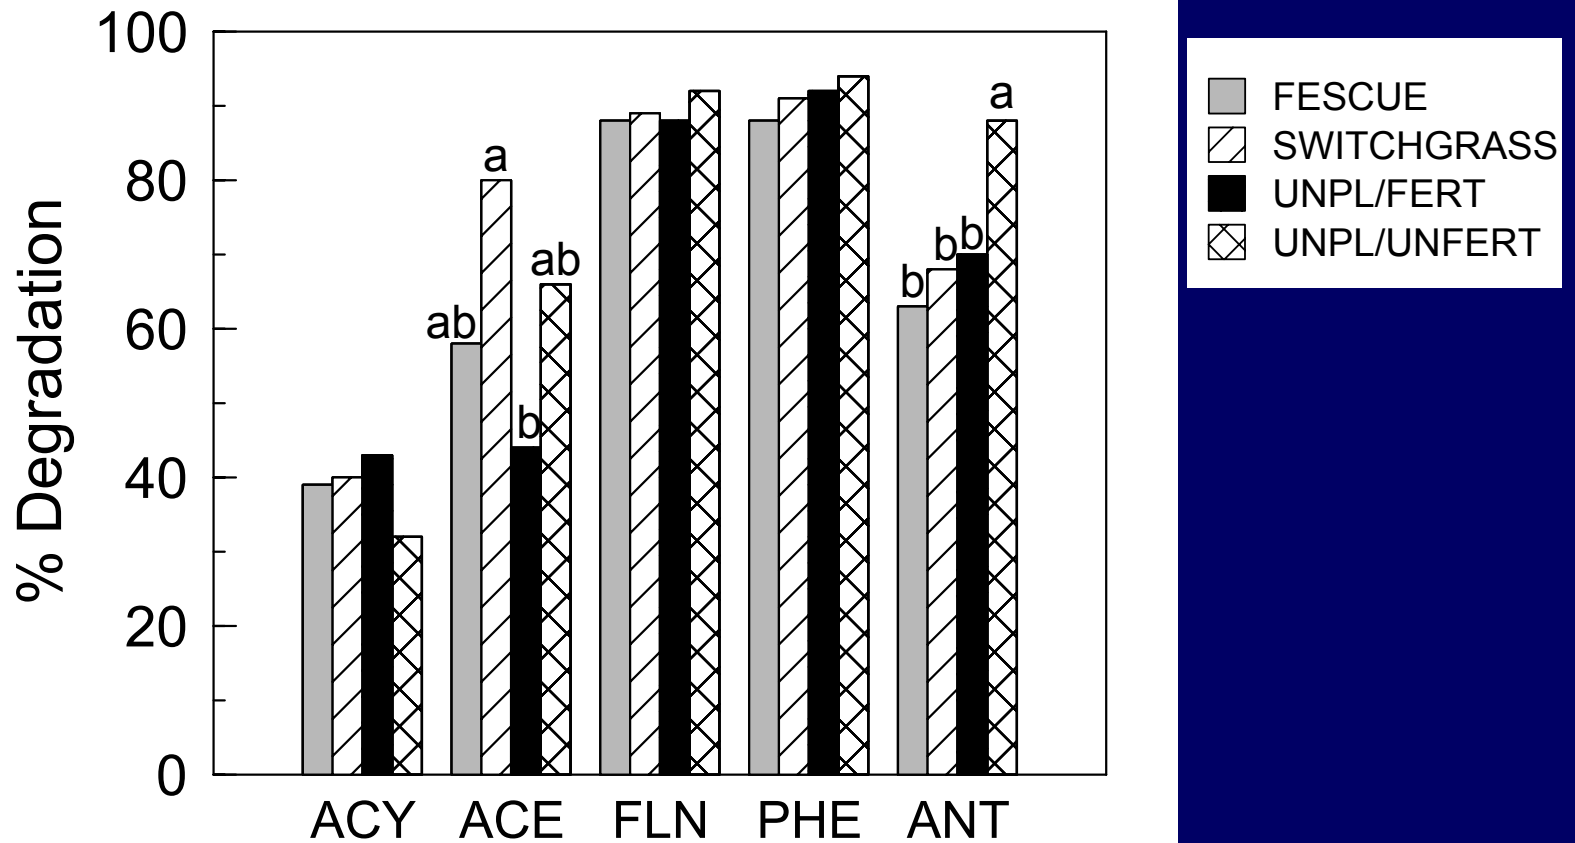 100
80
60
40
20
0
% Degradation
ab
a
b
ab
b
b
b
a
ACY ACE FLN PHE ANT
FESCUE
SWITCHGRASS
UNPL/FERT
UNPL/UNFERT